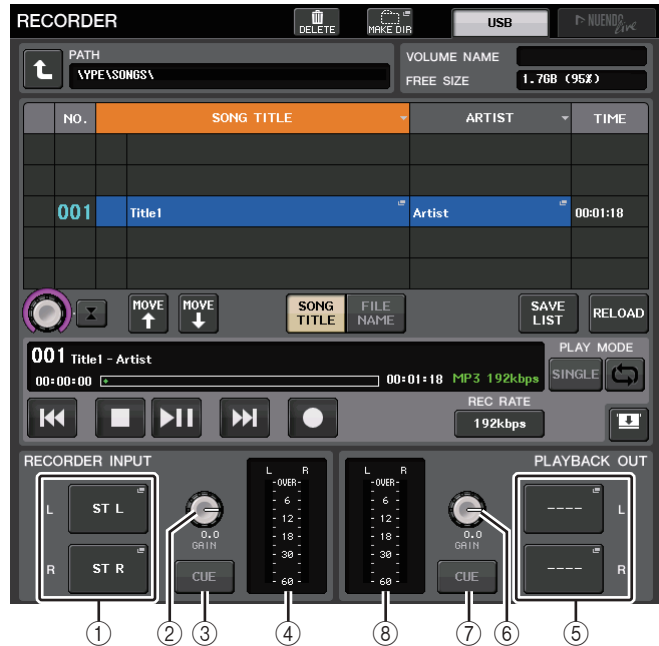 RECORDER
DELETE
MAKE DIR
USB
NUENDO Live
PATH
\YPE\SONGS\
VOLUME NAME
FREE SIZE
1.7GB (95%)
NO.
SONG TITLE
ARTIST
TIME
001
Title1
Artist
00:01:18
MOVE
MOVE
SONG TITLE
FILE NAME
SAVE LIST
RELOAD
001 Title1 - Artist
00:00:00
00:01:18
MP3 192kbps
PLAY MODE
SINGLE
REC RATE
192kbps
RECORDER INPUT
L
ST L
R
ST R
0.0
GAIN
CUE
L R
-OVER-
6
12
18
30
60
L R
-OVER-
6
12
18
30
60
PLAYBACK OUT
0.0
GAIN
CUE
----
L
----
R
① ② ③ ④ ⑧ ⑦ ⑥ ⑤